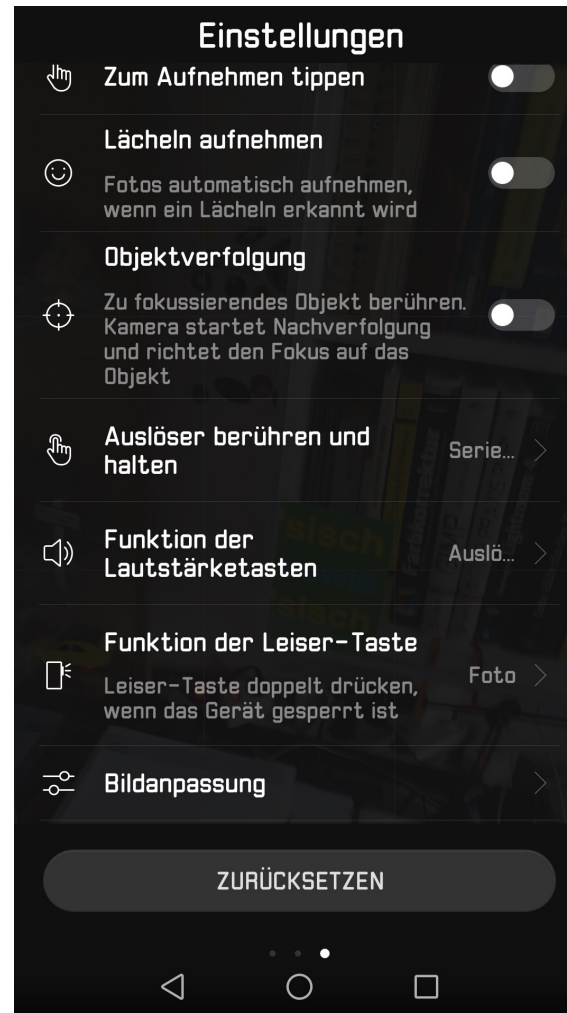 Einstellungen
Zum Aufnehmen tippen
Lächeln aufnehmen
Fotos automatisch aufnehmen,
wenn ein Lächeln erkannt wird
Objektverfolgung
Zu fokussierendes Objekt berühren.
Kamera startet Nachverfolgung
und richtet den Fokus auf das
Objekt
Auslöser berühren und
halten
Serie...
Funktion der
Lautstärketasten
Auslö...
Funktion der Leiser-Taste
Leiser-Taste doppelt drücken,
wenn das Gerät gesperrt ist
Foto
Bildanpassung
ZURÜCKSETZEN